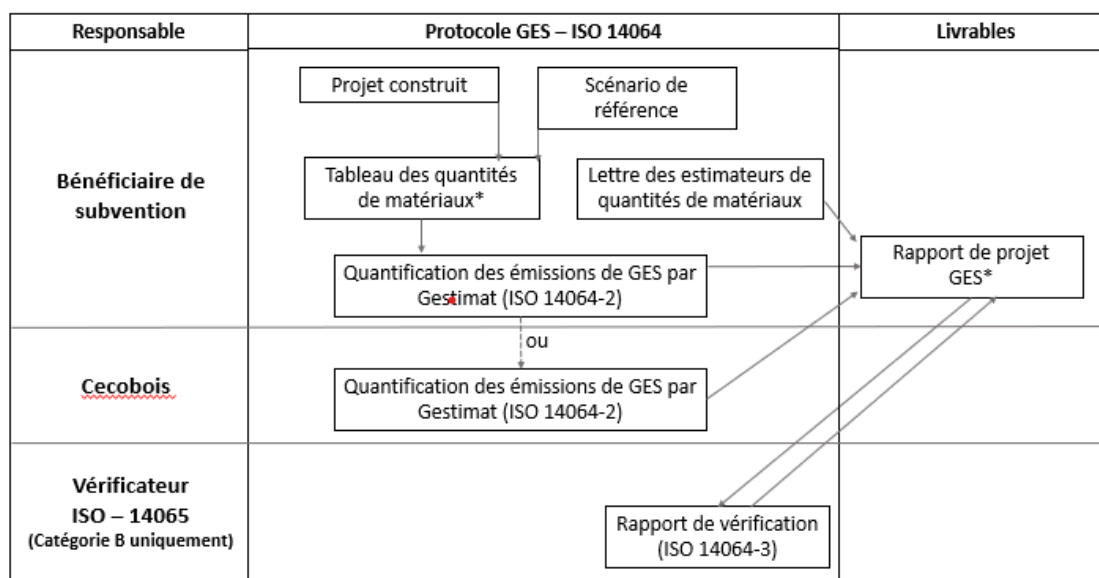 Responsable
Protocole GES – ISO 14064
Livrables
Projet construit
Scénario de
référence
Bénéficiaire de
subvention
Tableau des quantités
de matériaux*
Lettre des estimateurs de
quantités de matériaux
Quantification des émissions de GES par
Gestimat (ISO 14064-2)
Rapport de projet
GES*
ou
Cecobois
Quantification des émissions de GES par
Gestimat (ISO 14064-2)
Vérificateur
ISO – 14065
(Catégorie B uniquement)
Rapport de vérification
(ISO 14064-3)